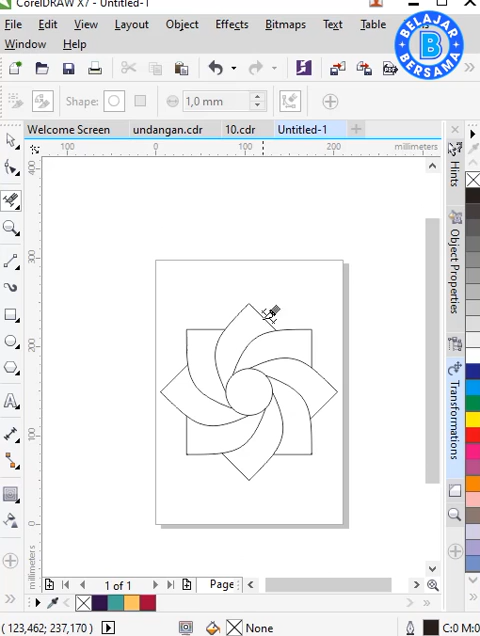 CorelDRAW X7 - Untitled-1
File Edit View Layout Object Effects Bitmaps Text Table
Window Help
BELAJAR
B
BERSAMA
Shape: 1,0 mm
Welcome Screen undangan.cdr 10.cdr Untitled-1
100 0 100 200 millimeters
400
300
200
100
0
millimeters
Hints
Object Properties
Transformations
1 of 1 Page
( 123,462; 237,170 ) None C:0 M:0